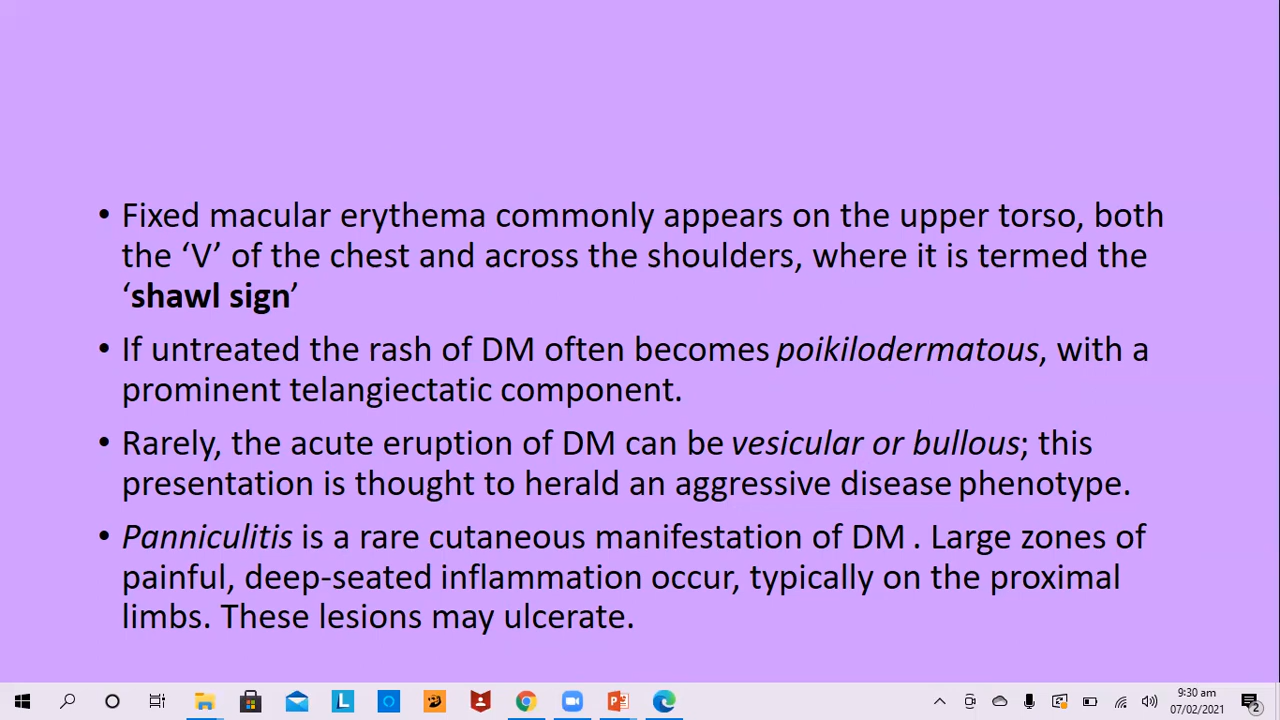 • Fixed macular erythema commonly appears on the upper torso, both
the ‘V’ of the chest and across the shoulders, where it is termed the
‘shawl sign’
• If untreated the rash of DM often becomes poikilodermatous, with a
prominent telangiectatic component.
• Rarely, the acute eruption of DM can be vesicular or bullous; this
presentation is thought to herald an aggressive disease phenotype.
• Panniculitis is a rare cutaneous manifestation of DM . Large zones of
painful, deep-seated inflammation occur, typically on the proximal
limbs. These lesions may ulcerate.
9:30 am
07/02/2021
2